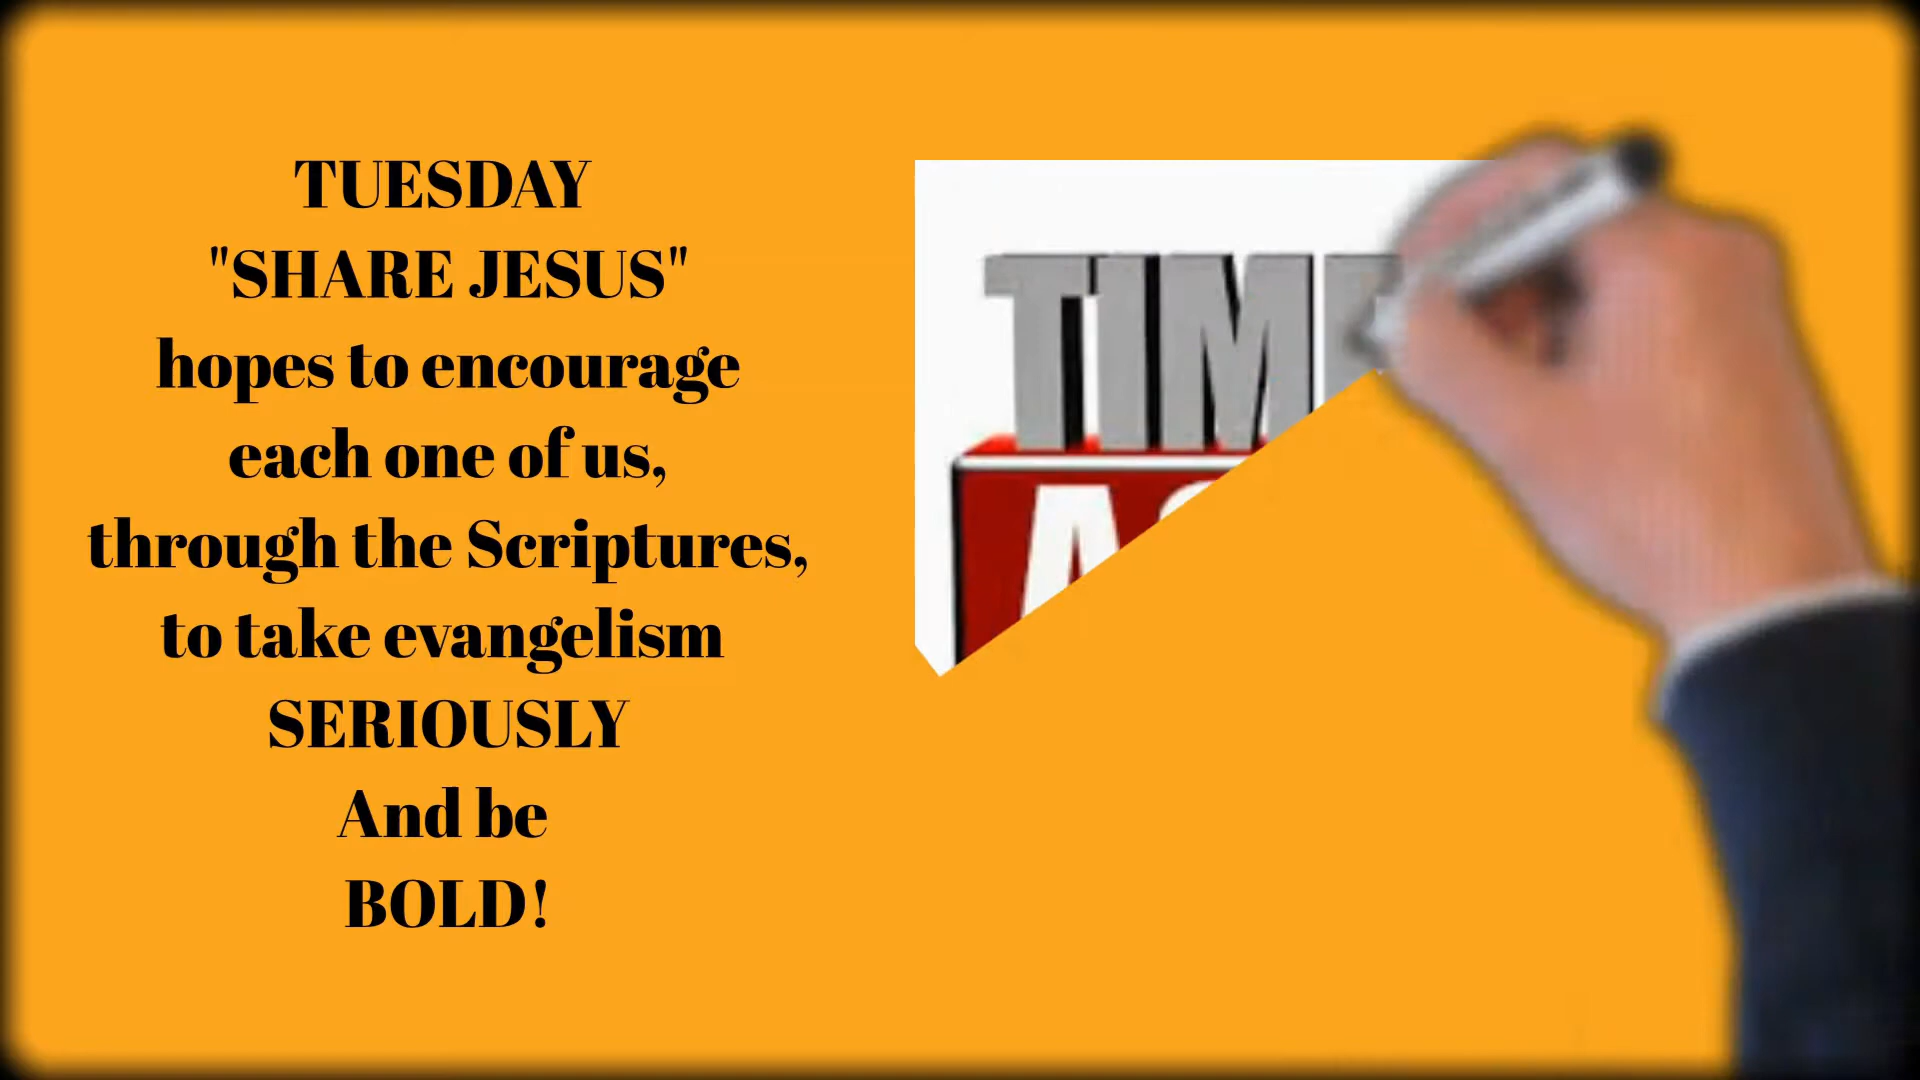 TUESDAY
"SHARE JESUS"
hopes to encourage
each one of us,
through the Scriptures,
to take evangelism
SERIOUSLY
And be
BOLD!